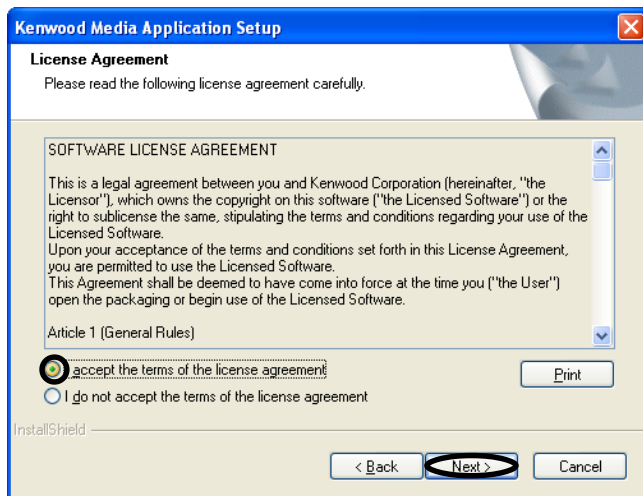 Kenwood Media Application Setup
License Agreement
Please read the following license agreement carefully.
SOFTWARE LICENSE AGREEMENT
This is a legal agreement between you and Kenwood Corporation (hereinafter, "the
Licensor"), which owns the copyright on this software ("the Licensed Software") or the
right to sublicense the same, stipulating the terms and conditions regarding your use of the
Licensed Software.
Upon your acceptance of the terms and conditions set forth in this License Agreement,
you are permitted to use the Licensed Software.
This Agreement shall be deemed to have come into force at the time you ("the User")
open the packaging or begin use of the Licensed Software.
Article 1 (General Rules)
I accept the terms of the license agreement
Print
I do not accept the terms of the license agreement
InstallShield
< Back
Next >
Cancel